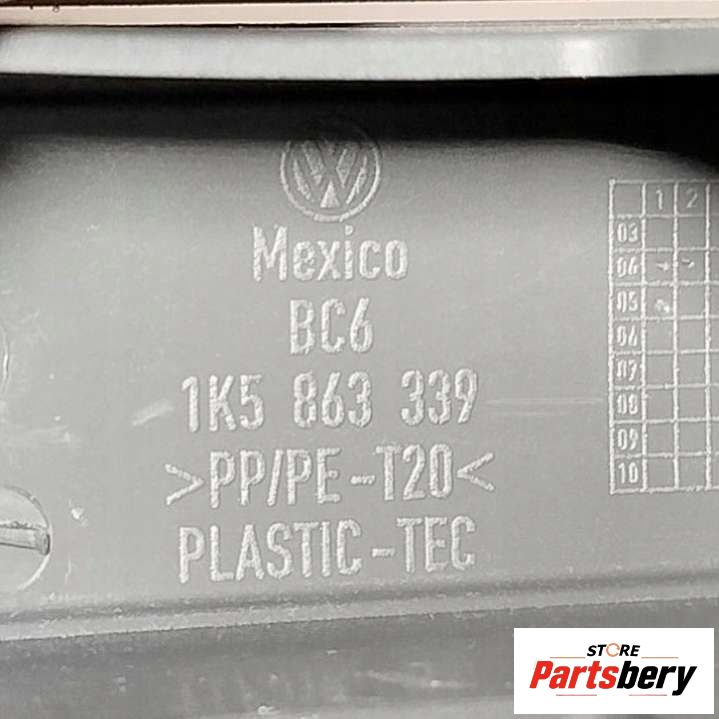 VW
Mexico
BC6
1K5 863 339
>PP/PE-T20<
PLASTIC-TEC
1 2
03
04
05
06
07
08
09
10
STORE
Partsbery